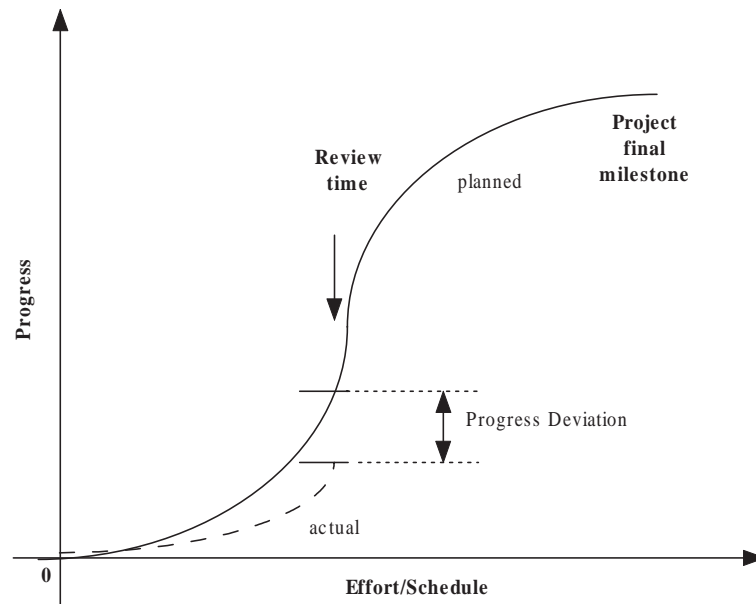 Project
final
milestone
Review
time
planned
Progress
Progress Deviation
actual
0
Effort/Schedule